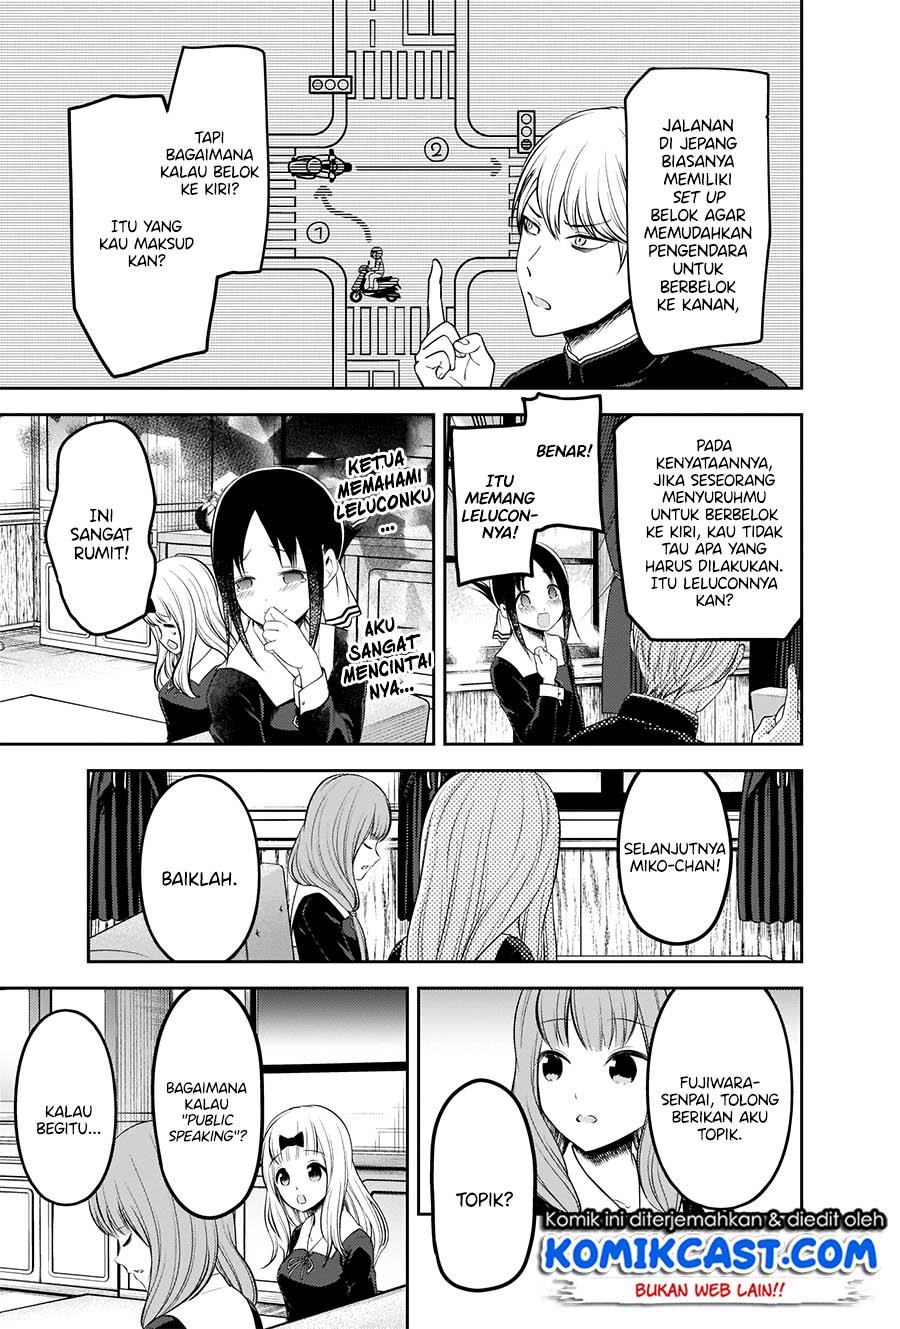 JALANAN
DI JEPANG
BIASANYA
MEMILIKI
SET UP
BELOK AGAR
MEMUDAHKAN
PENGENDARA
UNTUK
BERBELOK
KE KANAN,
TAPI
BAGAIMANA
KALAU BELOK
KE KIRI?
ITU YANG
KAU MAKSUD
KAN?
②
①
PADA
KENYATAANNYA,
JIKA SESEORANG
MENYURUHMU
UNTUK BERBELOK
KE KIRI, KAU TIDAK
TAU APA YANG
HARUS DILAKUKAN.
ITU LELUCONNYA
KAN?
BENAR!
ITU
MEMANG
LELUCON-
NYA!
KETUA
MEMAHAMI
LELUCONKU
...
AKU
SANGAT
MENCINTAI
NYA...
INI
SANGAT
RUMIT!
SELANJUTNYA
MIKO-CHAN!
BAIKLAH.
FUJIWARA-
SENPAI, TOLONG
BERIKAN AKU
TOPIK.
TOPIK?
BAGAIMANA
KALAU
"PUBLIC
SPEAKING"?
KALAU
BEGITU...
Komik ini diterjemahkan & diedit oleh
KOMIKCAST.COM
BUKAN WEB LAIN!!